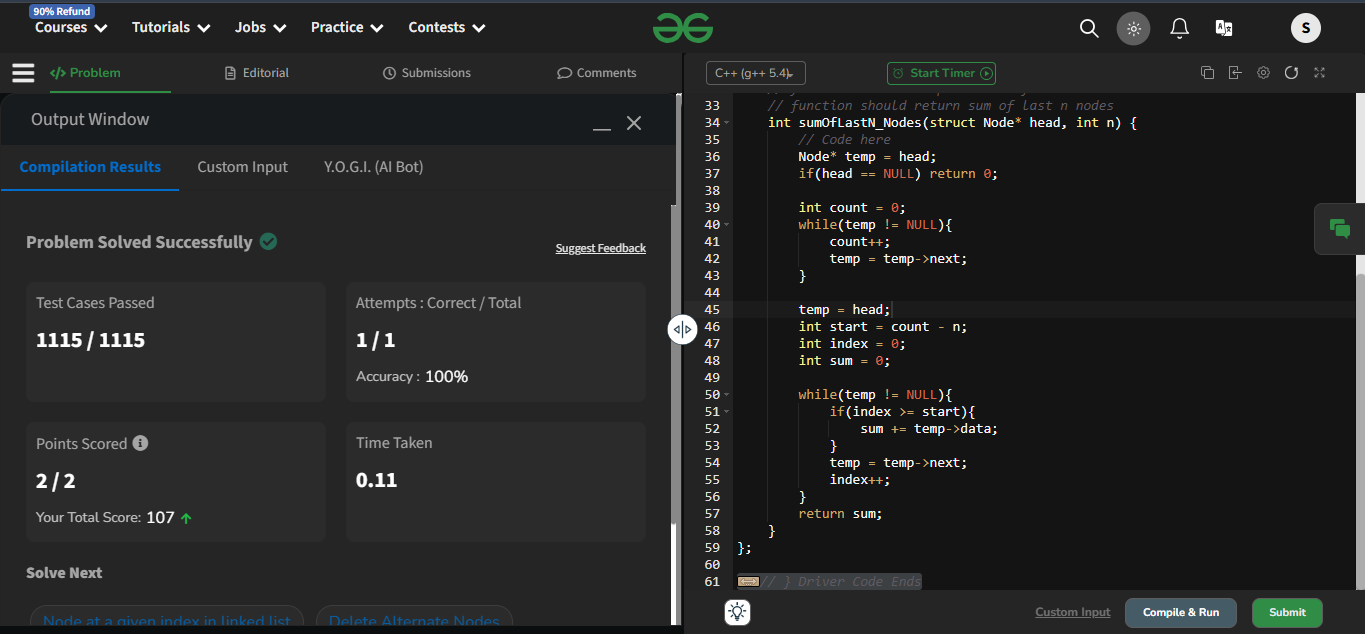 90% Refund
Courses Tutorials Jobs Practice Contests
S
Problem Editorial Submissions Comments
C++ (g++ 5.4) Start Timer
Output Window
Compilation Results Custom Input Y.O.G.I. (AI Bot)
Problem Solved Successfully
Suggest Feedback
Test Cases Passed
1115 / 1115
Attempts : Correct / Total
1 / 1
Accuracy : 100%
Points Scored
2 / 2
Your Total Score: 107
Time Taken
0.11
Solve Next
Node at a given index in linked list Delete Alternate Nodes
33 // function should return sum of last n nodes
34 int sumOfLastN_Nodes(struct Node* head, int n) {
35 // Code here
36 Node* temp = head;
37 if(head == NULL) return 0;
38
39 int count = 0;
40 while(temp != NULL){
41 count++;
42 temp = temp->next;
43 }
44
45 temp = head;
46 int start = count - n;
47 int index = 0;
48 int sum = 0;
49
50 while(temp != NULL){
51 if(index >= start){
52 sum += temp->data;
53 }
54 temp = temp->next;
55 index++;
56 }
57 return sum;
58 }
59 };
60
61 // } Driver Code Ends
Custom Input Compile & Run Submit